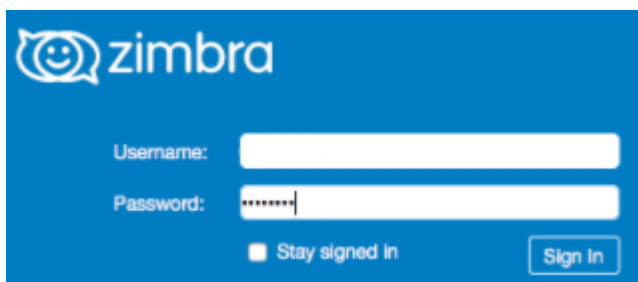 zimbra
Username:
Password: ••••••••
Stay signed in
Sign In